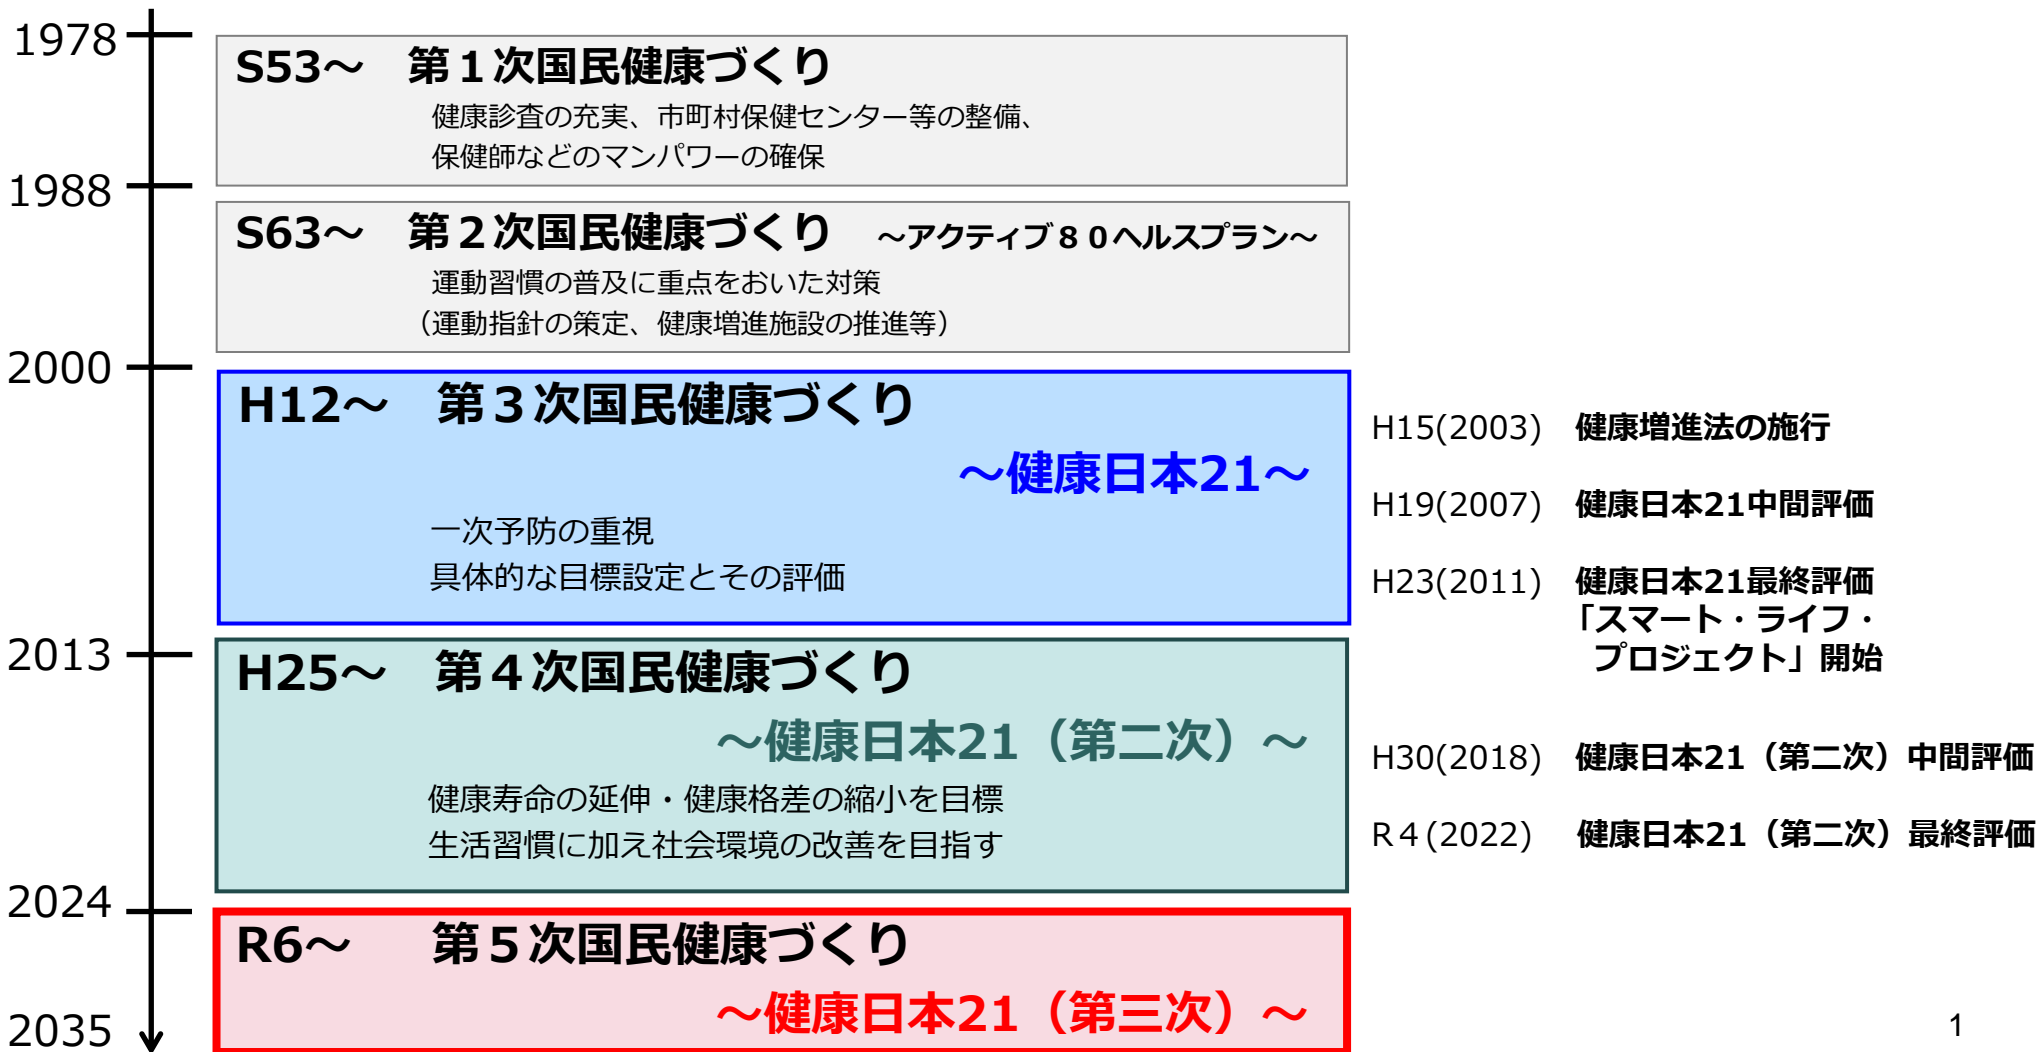 1978
S53～　第１次国民健康づくり
健康診査の充実、市町村保健センター等の整備、
保健師などのマンパワーの確保
1988
S63～　第２次国民健康づくり　～アクティブ８０ヘルスプラン～
運動習慣の普及に重点をおいた対策
（運動指針の策定、健康増進施設の推進等）
2000
H12～　第３次国民健康づくり
～健康日本21～
一次予防の重視
具体的な目標設定とその評価
H15(2003)　健康増進法の施行
H19(2007)　健康日本21中間評価
H23(2011)　健康日本21最終評価
「スマート・ライフ・
プロジェクト」開始
2013
H25～　第４次国民健康づくり
～健康日本21（第二次）～
健康寿命の延伸・健康格差の縮小を目標
生活習慣に加え社会環境の改善を目指す
H30(2018)　健康日本21（第二次）中間評価
R４(2022)　健康日本21（第二次）最終評価
2024
R6～　第５次国民健康づくり
～健康日本21（第三次）～
2035
1